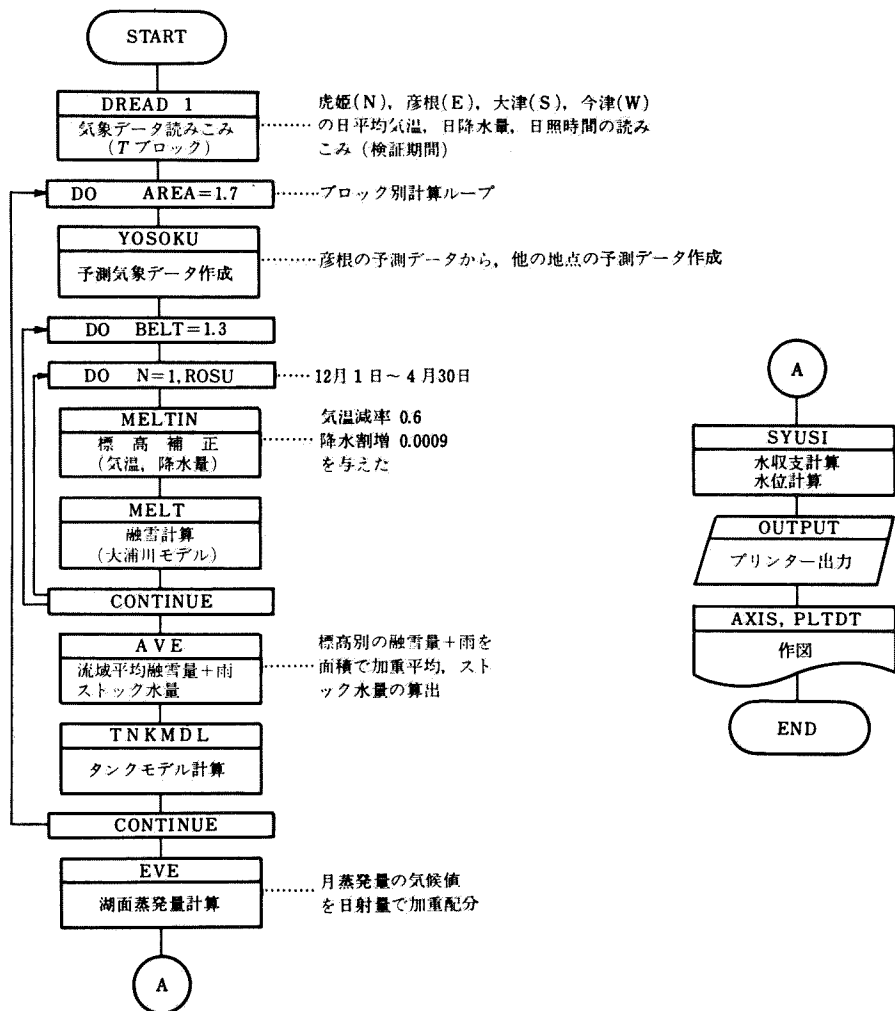 START
DREAD 1
気象データ読みこみ
(Tブロック)
虎姫(N), 彦根(E), 大津(S), 今津(W)
の日平均気温, 日降水量, 日照時間の読み
こみ (検証期間)
DO AREA=1.7
ブロック別計算ループ
YOSOKU
予測気象データ作成
彦根の予測データから, 他の地点の予測データ作成
DO BELT=1.3
DO N=1, ROSU
12月1日～4月30日
MELTIN
標高補正
(気温, 降水量)
気温減率 0.6
降水割増 0.0009
を与えた
MELT
融雪計算
(大浦川モデル)
CONTINUE
AVE
流域平均融雪量+雨
ストック水量
標高別の融雪量+雨を
面積で加重平均, スト
ック水量の算出
TNKMDL
タンクモデル計算
CONTINUE
EVE
湖面蒸発量計算
月蒸発量の気候値
を日射量で加重配分
A
A
SYUSI
水収支計算
水位計算
OUTPUT
プリンター出力
AXIS, PLTDT
作図
END